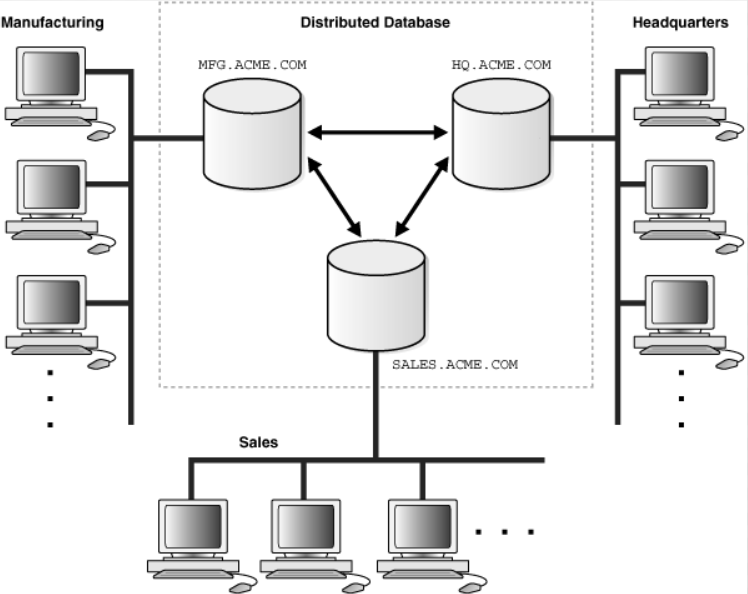 Manufacturing
Distributed Database
Headquarters
MFG.ACME.COM
HQ.ACME.COM
SALES.ACME.COM
Sales